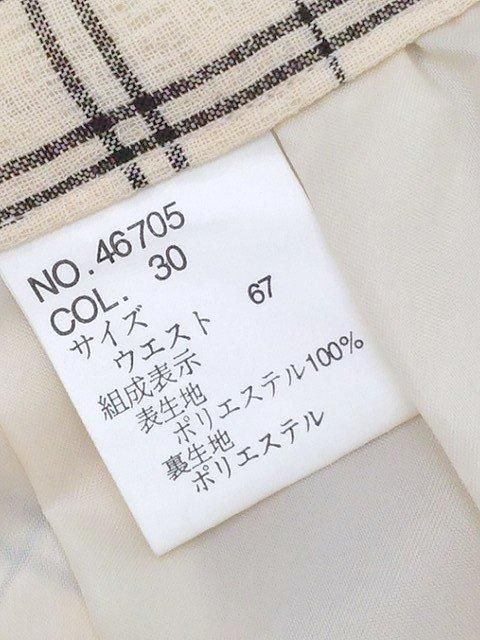 NO. 46705
COL. 30
サイズ
ウエスト 67
組成表示
表生地
ポリエステル100%
裏生地
ポリエステル